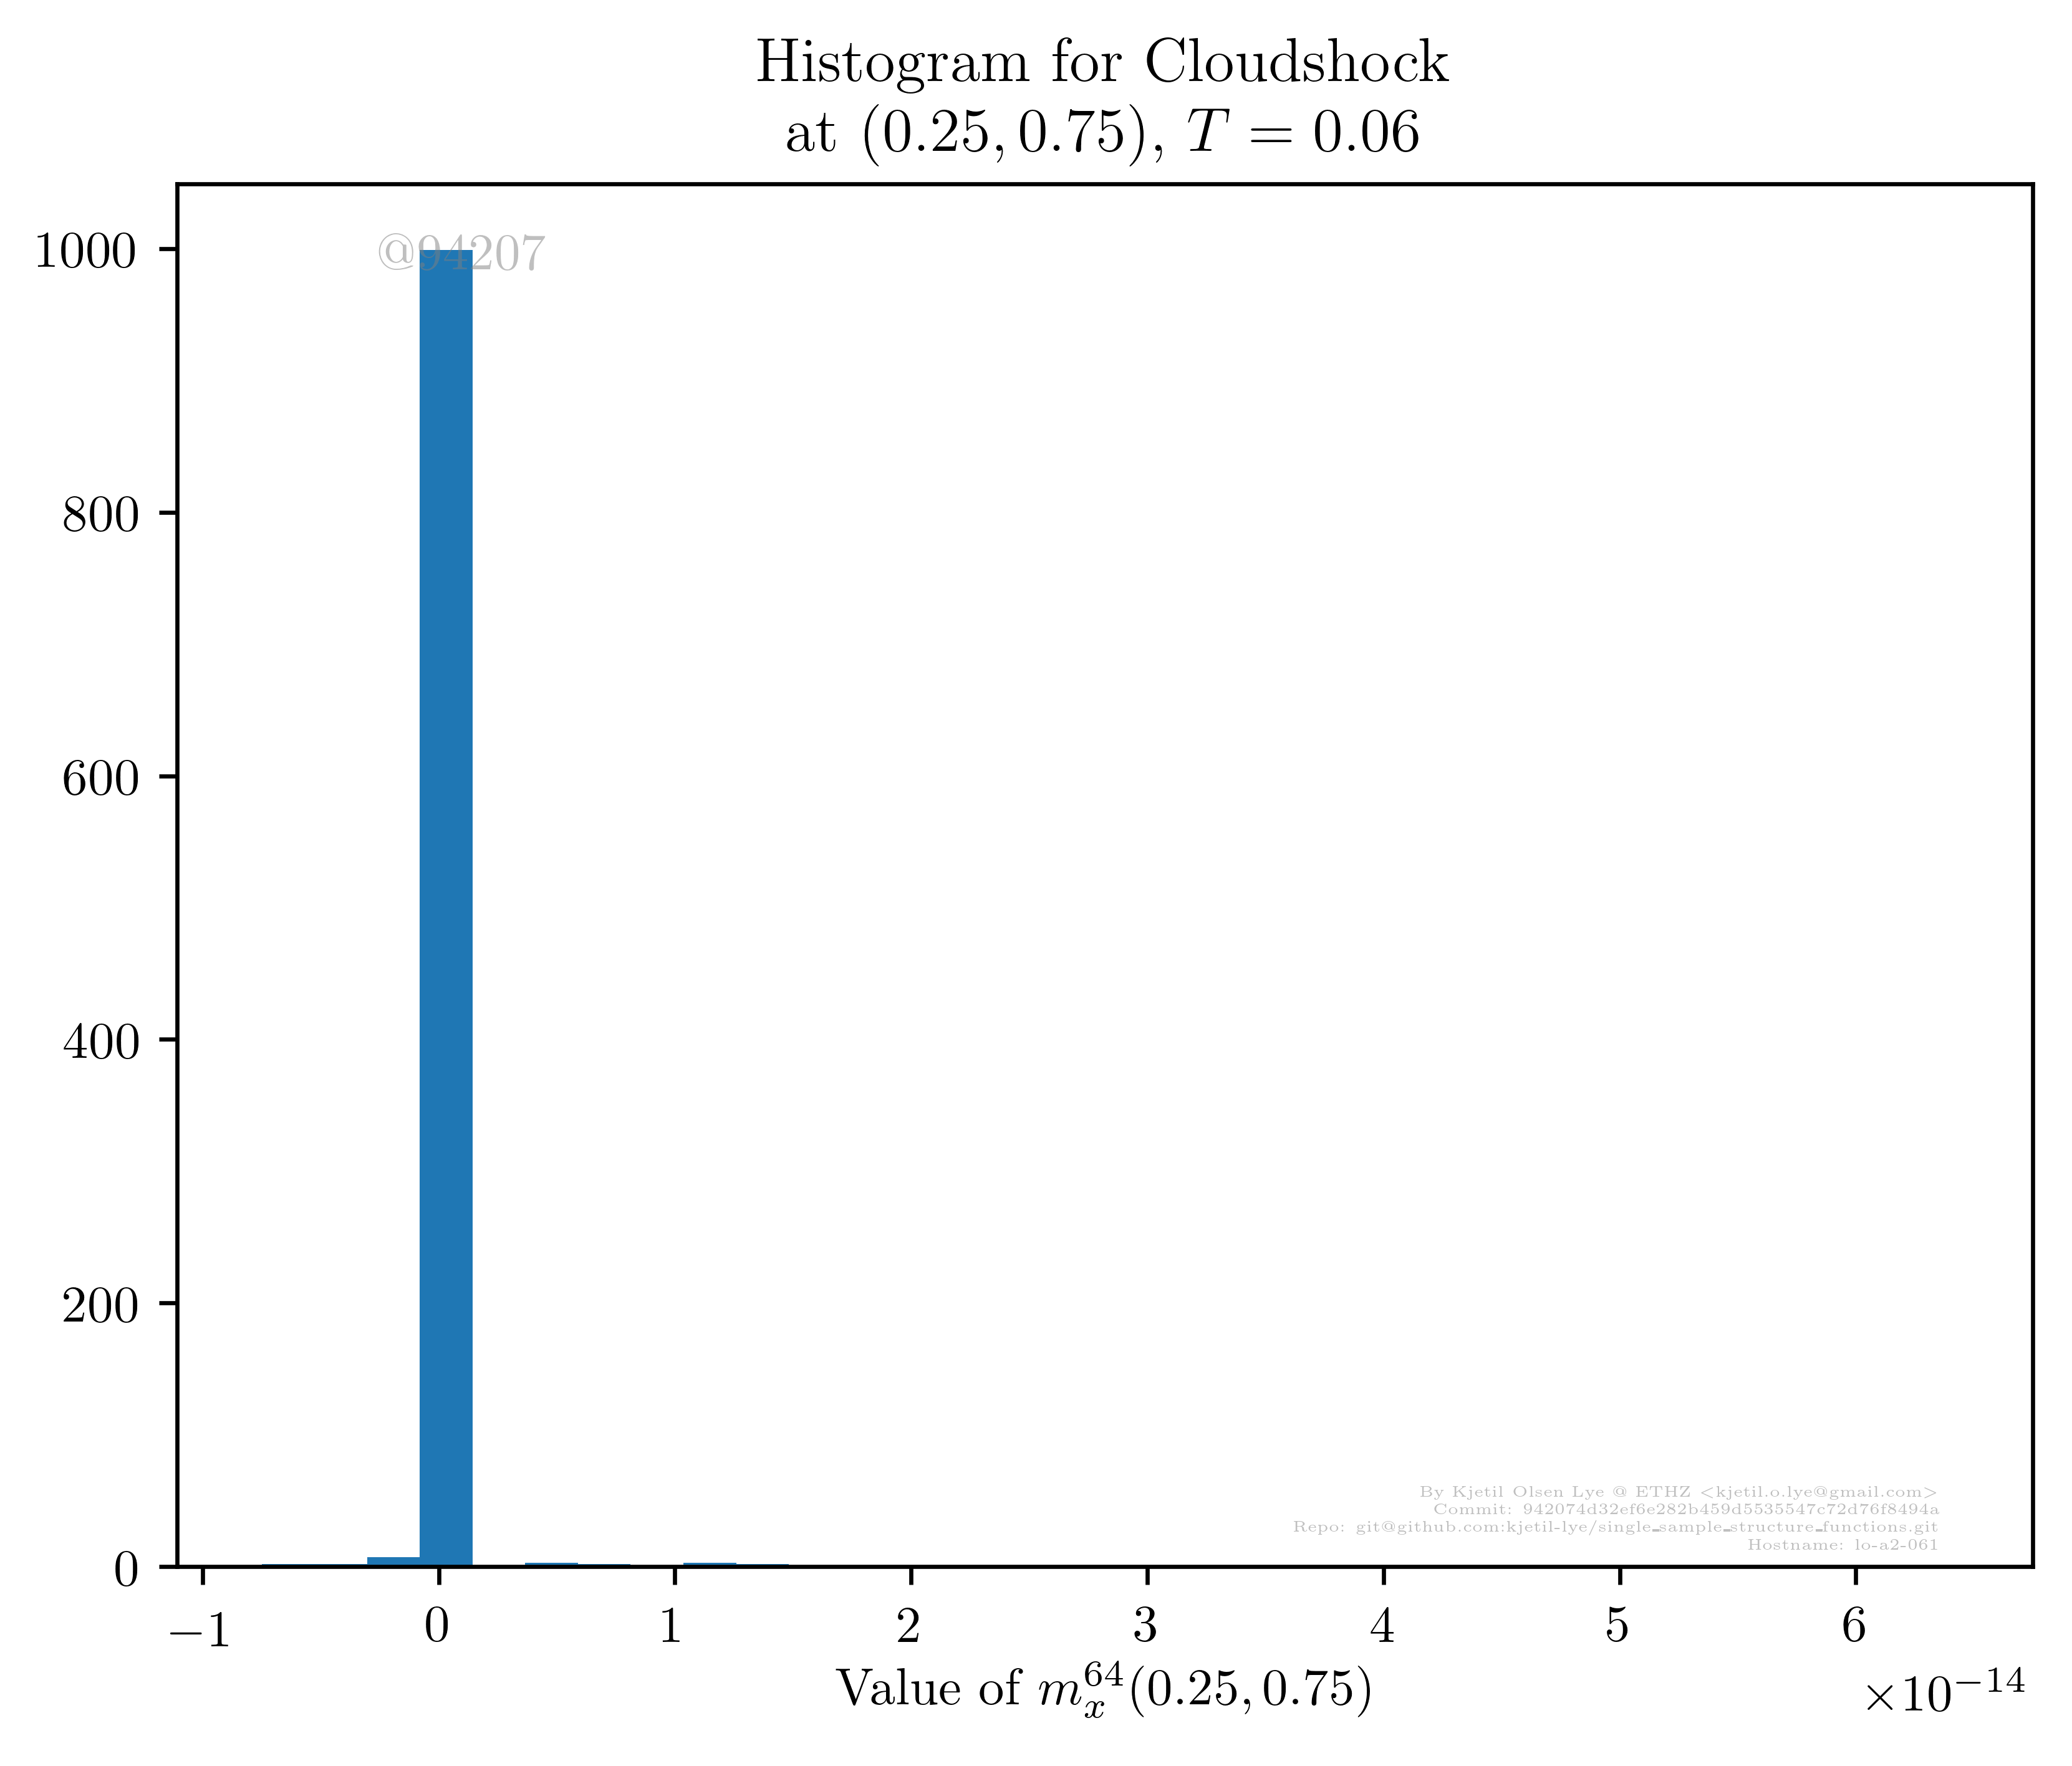 Histogram for Cloudshock
at (0.25, 0.75), T = 0.06
@94207
1000
800
600
400
200
0
By Kjetil Olsen Lye @ ETHZ <kjetil.o.lye@gmail.com>
Commit: 942074d32ef6e282b459d5535547c72d76f8494a
Repo: git@github.com:kjetil-lye/single_sample_structure_functions.git
Hostname: lo-a2-061
−1 0 1 2 3 4 5 6
Value of m_x^{64}(0.25, 0.75)
×10^{−14}